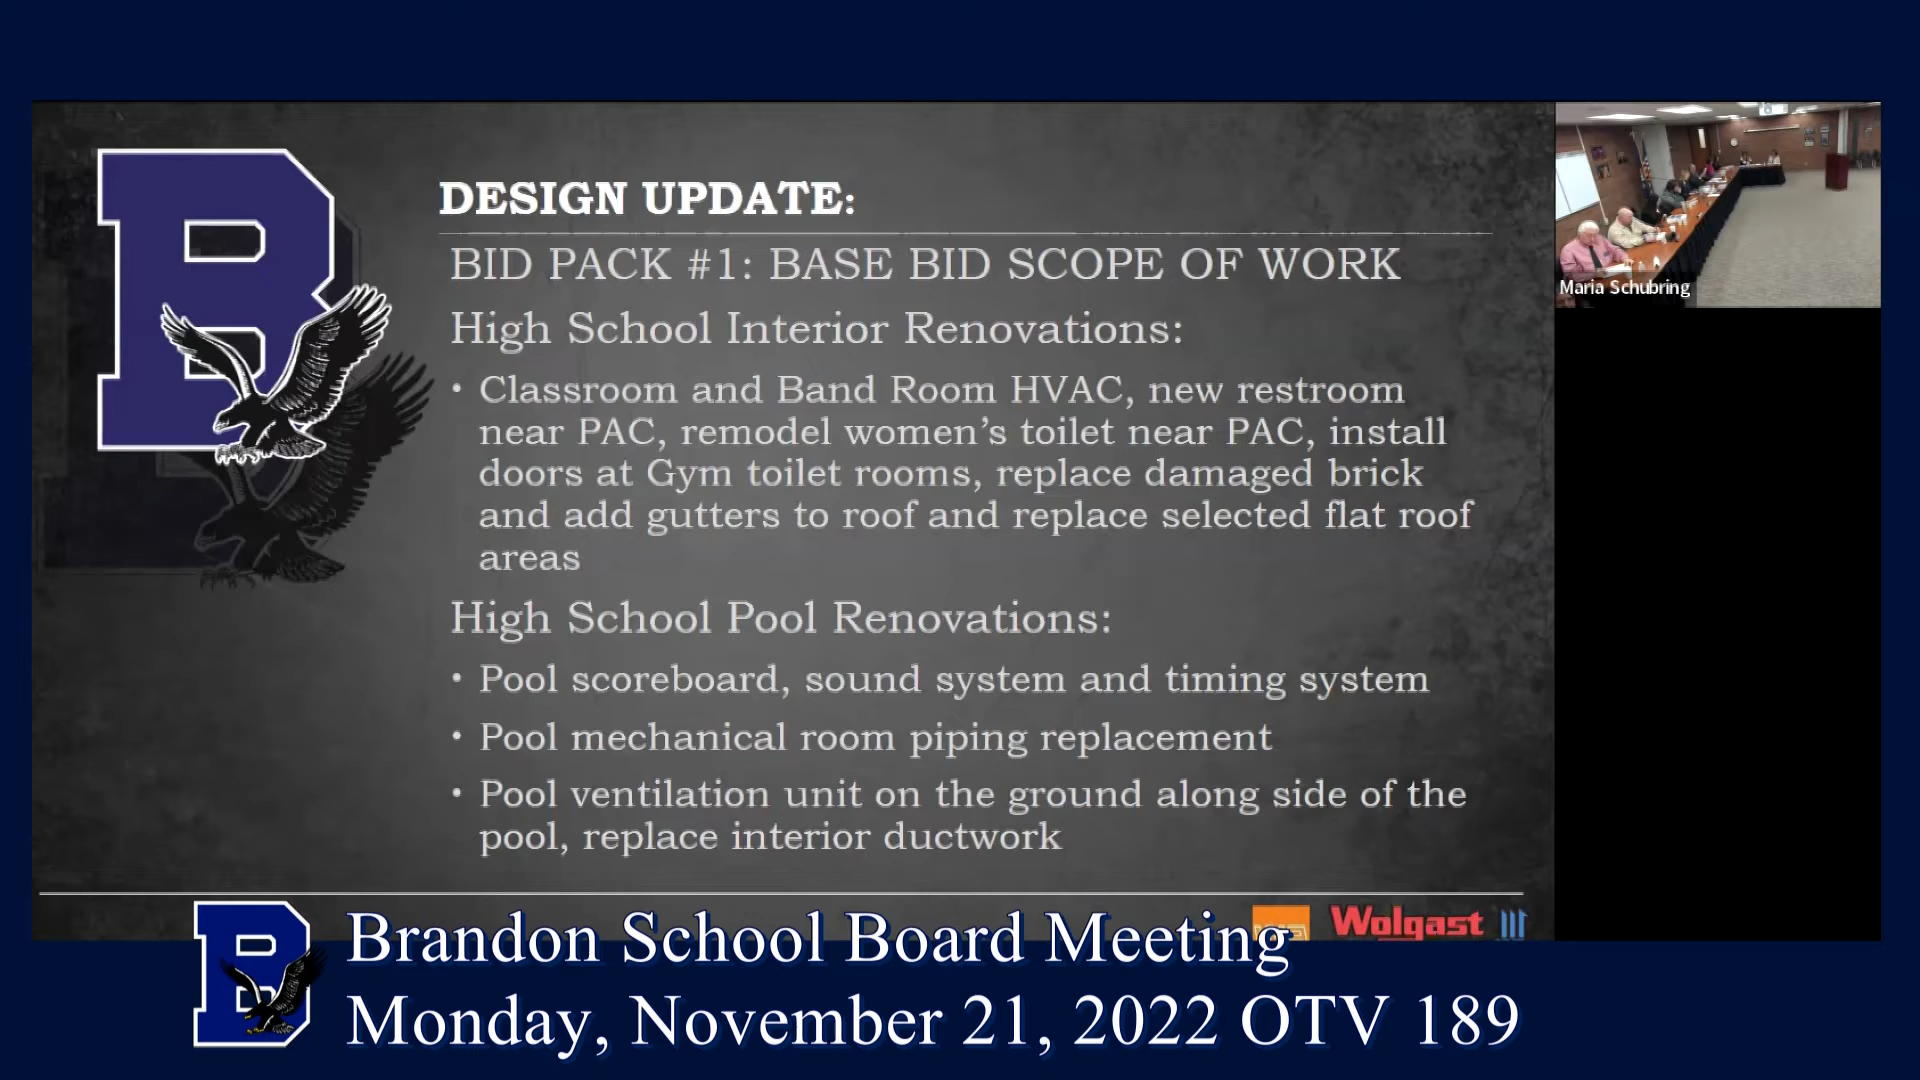 DESIGN UPDATE:
BID PACK #1: BASE BID SCOPE OF WORK
High School Interior Renovations:
• Classroom and Band Room HVAC, new restroom
near PAC, remodel women's toilet near PAC, install
doors at Gym toilet rooms, replace damaged brick
and add gutters to roof and replace selected flat roof
areas
High School Pool Renovations:
• Pool scoreboard, sound system and timing system
• Pool mechanical room piping replacement
• Pool ventilation unit on the ground along side of the
pool, replace interior ductwork
Maria Schubring
B
Wolgast
B
Brandon School Board Meeting
Monday, November 21, 2022 OTV 189